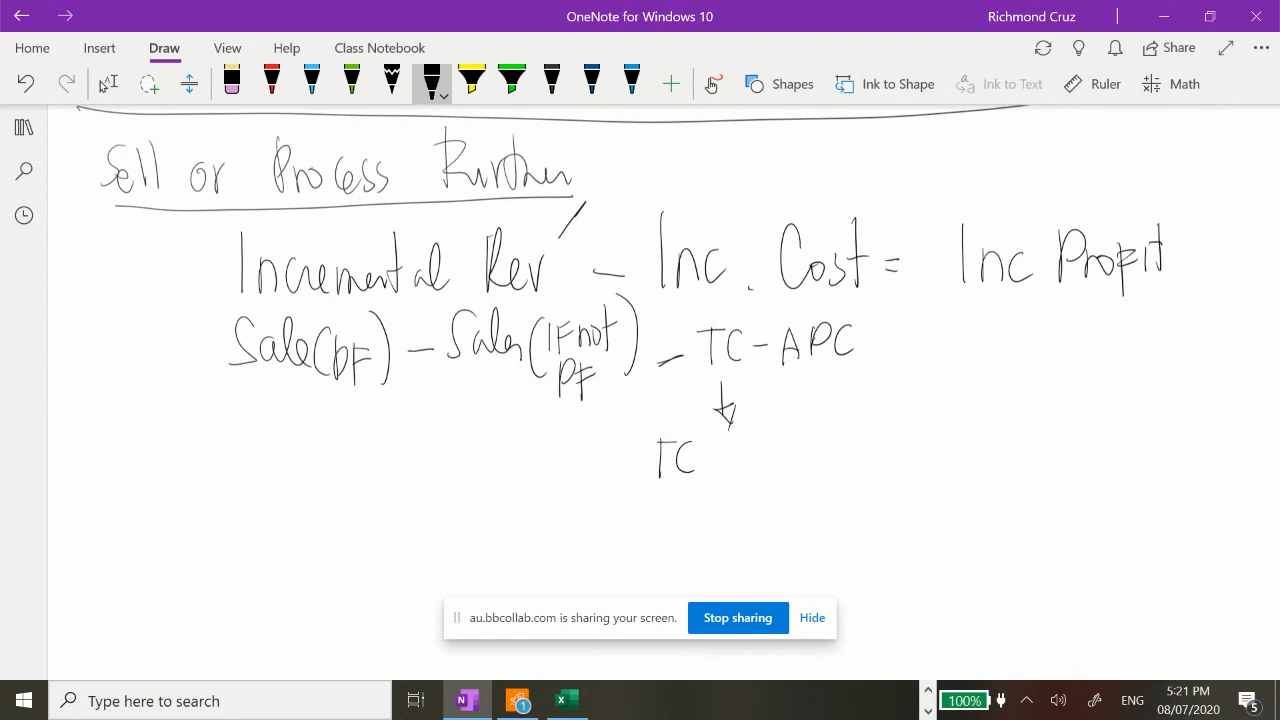 OneNote for Windows 10
Richmond Cruz
Home Insert Draw View Help Class Notebook Share
Shapes Ink to Shape Ink to Text Ruler Math
Sell or Process Further
Incremental Rev - Inc. Cost = Inc Profit
Sale(PF) - Sales(IF not PF) - TC - APC
TC
au.bbcollab.com is sharing your screen. Stop sharing Hide
Type here to search
1
100% ENG
5:21 PM
08/07/2020
5